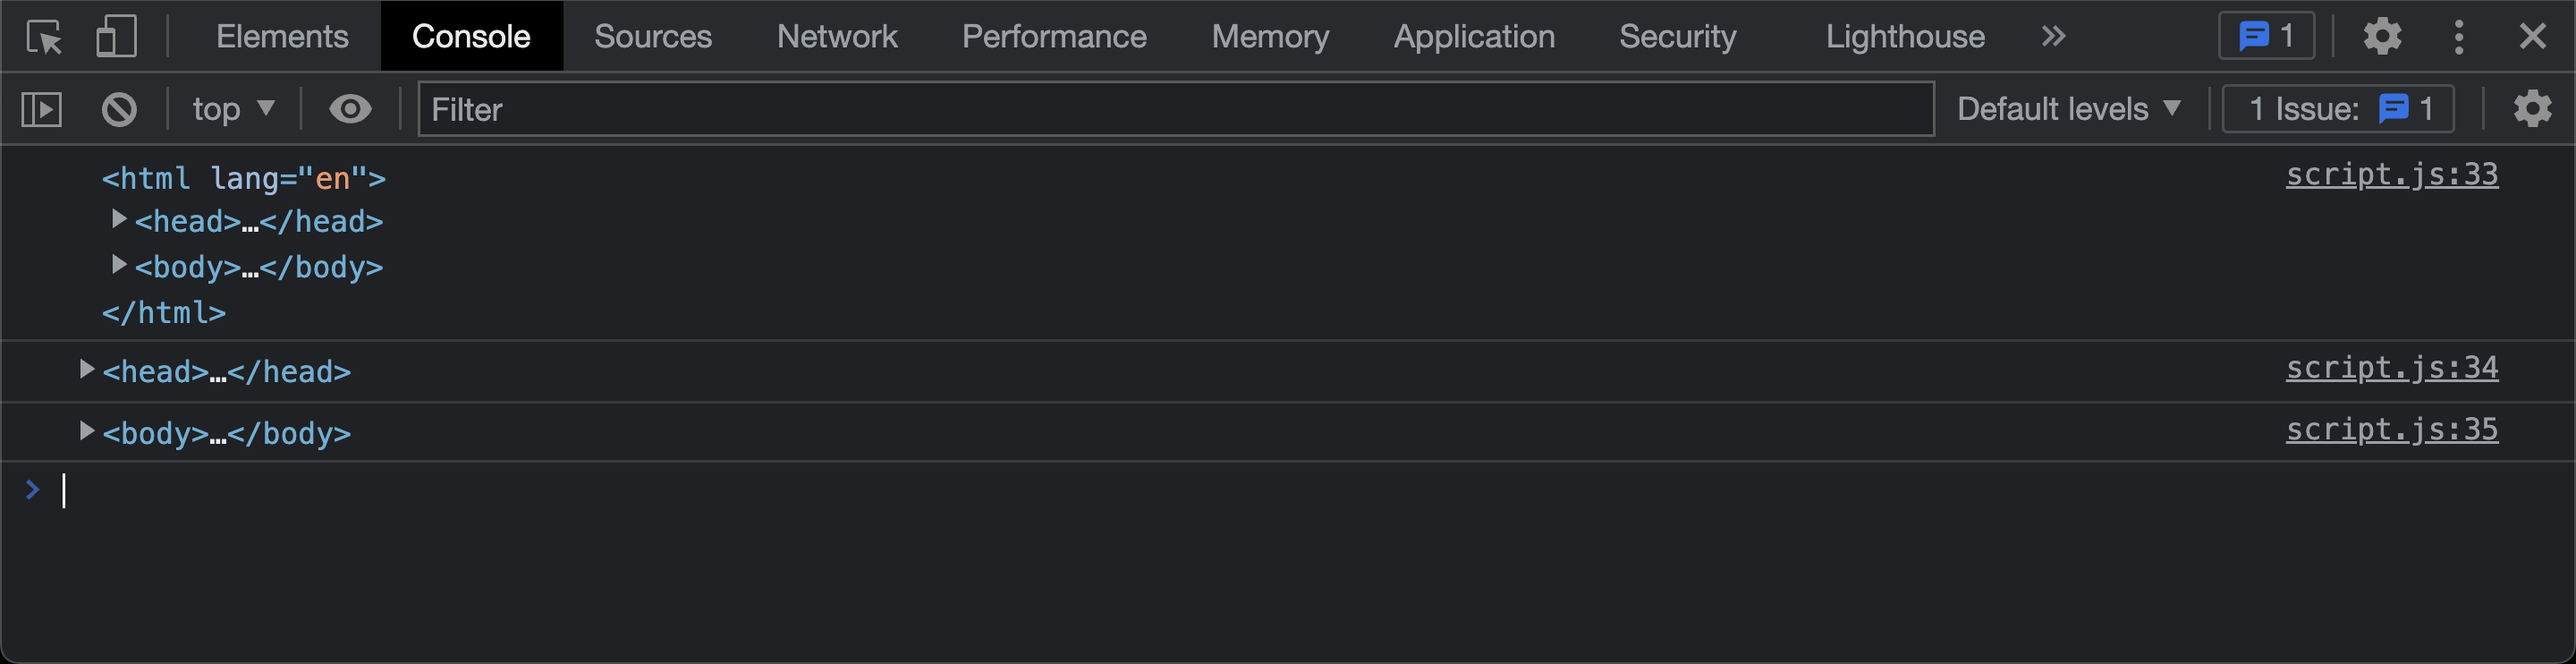 Elements Console Sources Network Performance Memory Application Security Lighthouse » 1
top Filter Default levels 1 Issue: 1
<html lang="en"> script.js:33
<head>…</head>
<body>…</body>
</html>
<head>…</head> script.js:34
<body>…</body> script.js:35
>